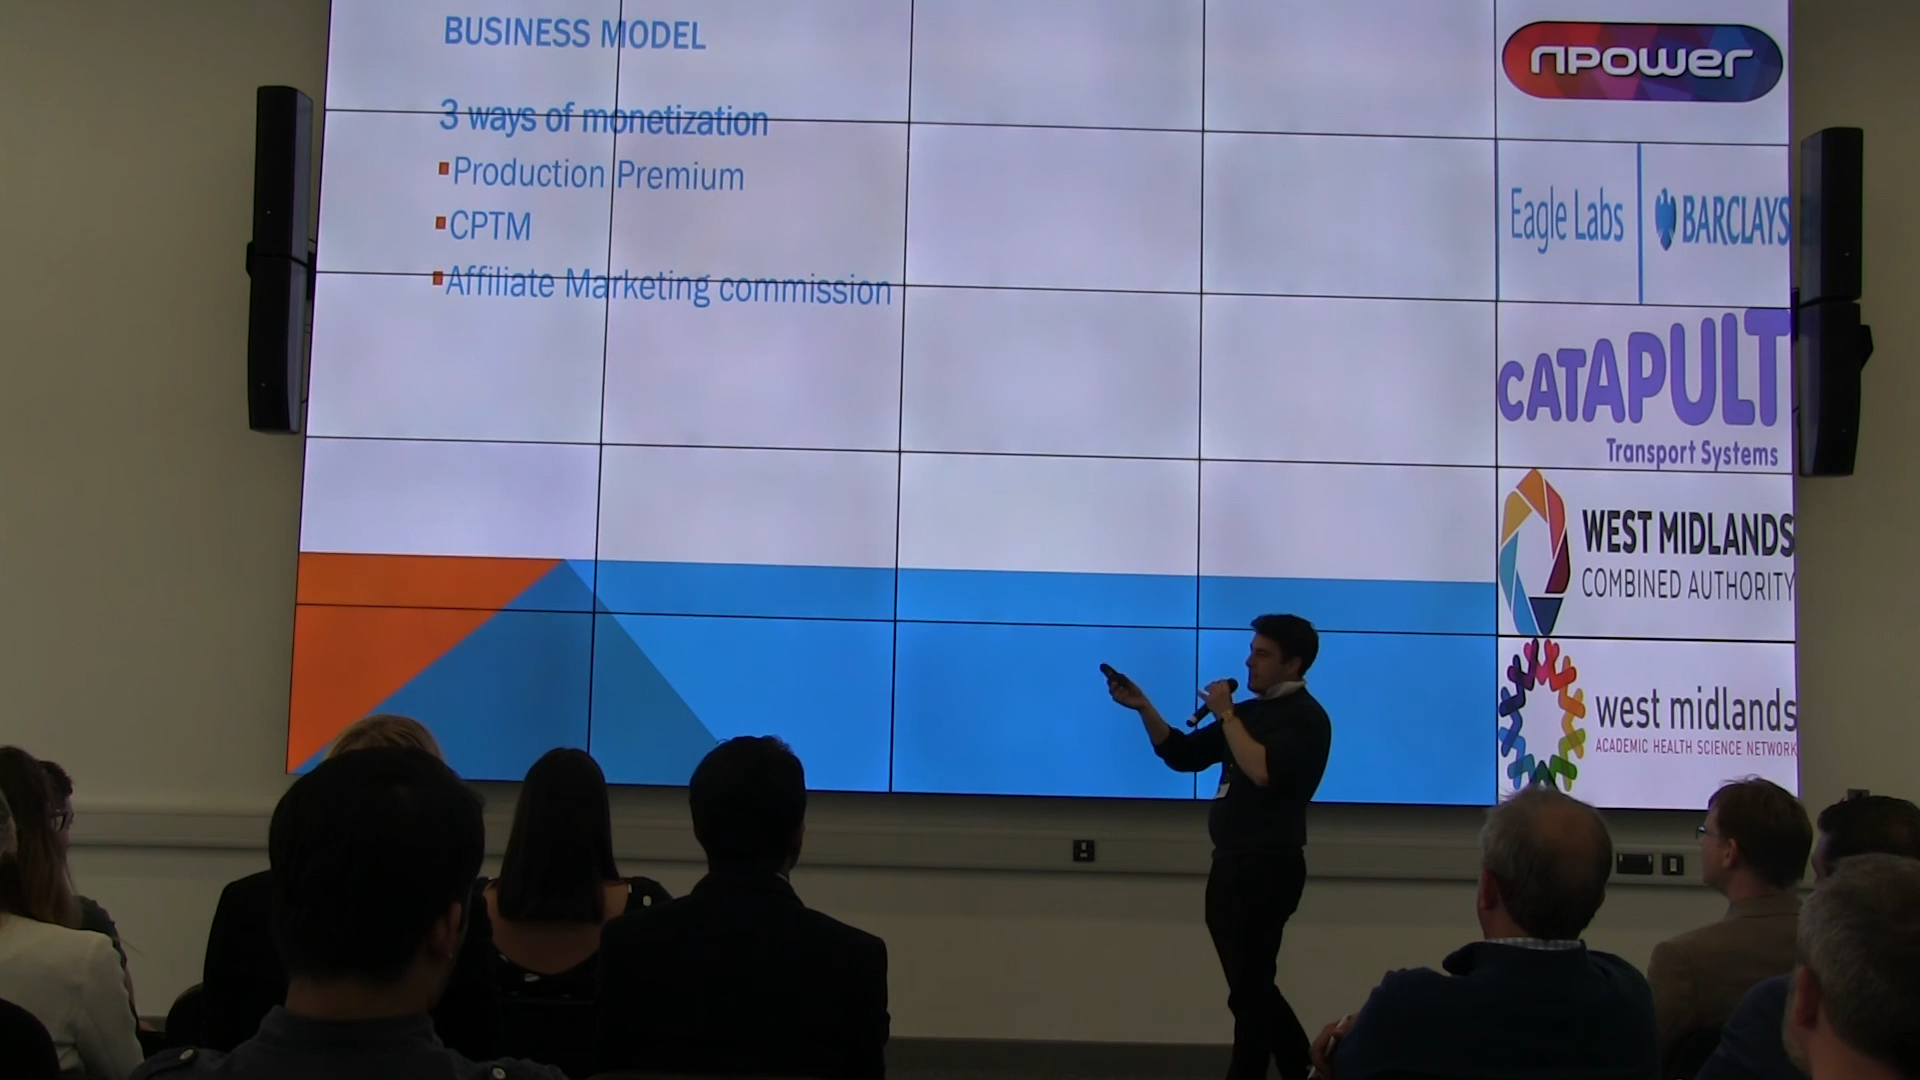 BUSINESS MODEL
3 ways of monetization
Production Premium
CPTM
Affiliate Marketing commission
npower
Eagle Labs
BARCLAYS
CATAPULT
Transport Systems
WEST MIDLANDS
COMBINED AUTHORITY
west midlands
ACADEMIC HEALTH SCIENCE NETWORK